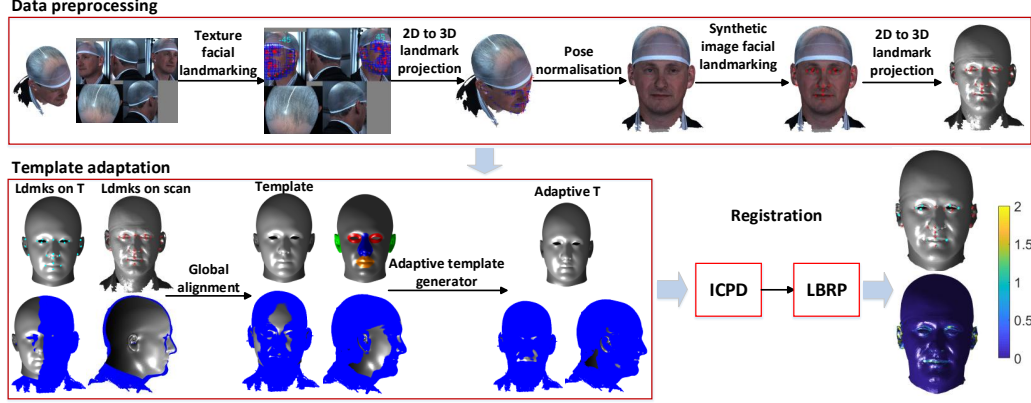 Data preprocessing
Texture
facial
landmarking
2D to 3D
landmark
projection
Pose
normalisation
Synthetic
image facial
landmarking
2D to 3D
landmark
projection
Template adaptation
Ldmks on T
Ldmks on scan
Global
alignment
Template
Adaptive template
generator
Adaptive T
Registration
ICPD
LBRP
2
1.5
1
0.5
0